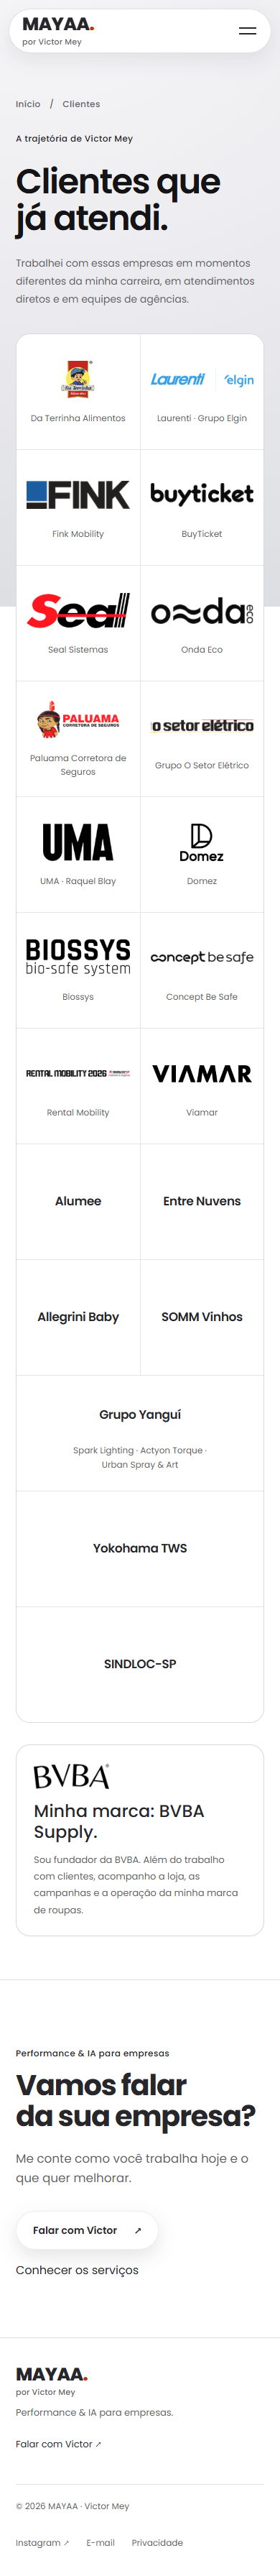 MAYAA.
por Victor Mey
Início / Clientes
A trajetória de Victor Mey
Clientes que
já atendi.
Trabalhei com essas empresas em momentos
diferentes da minha carreira, em atendimentos
diretos e em equipes de agências.
Da Terrinha
Laurenti elgin
Da Terrinha Alimentos
Laurenti · Grupo Elgin
FINK
buyticket
Fink Mobility
BuyTicket
Seall
onda eco
Seal Sistemas
Onda Eco
PALUAMA
CORRETORA DE SEGUROS
o setor elétrico
Paluama Corretora de
Seguros
Grupo O Setor Elétrico
UMA
Domez
UMA · Raquel Blay
Domez
BIOSSYS
bio-safe system
concept be safe
Biossys
Concept Be Safe
RENTAL MOBILITY 2026
VIAMAR
Rental Mobility
Viamar
Alumee
Entre Nuvens
Allegrini Baby
SOMM Vinhos
Grupo Yanguí
Spark Lighting · Actyon Torque ·
Urban Spray & Art
Yokohama TWS
SINDLOC-SP
BVBA
Minha marca: BVBA
Supply.
Sou fundador da BVBA. Além do trabalho
com clientes, acompanho a loja, as
campanhas e a operação da minha marca
de roupas.
Performance & IA para empresas
Vamos falar
da sua empresa?
Me conte como você trabalha hoje e o
que quer melhorar.
Falar com Victor ↗
Conhecer os serviços
MAYAA.
por Victor Mey
Performance & IA para empresas.
Falar com Victor ↗
© 2026 MAYAA · Victor Mey
Instagram ↗ E-mail Privacidade